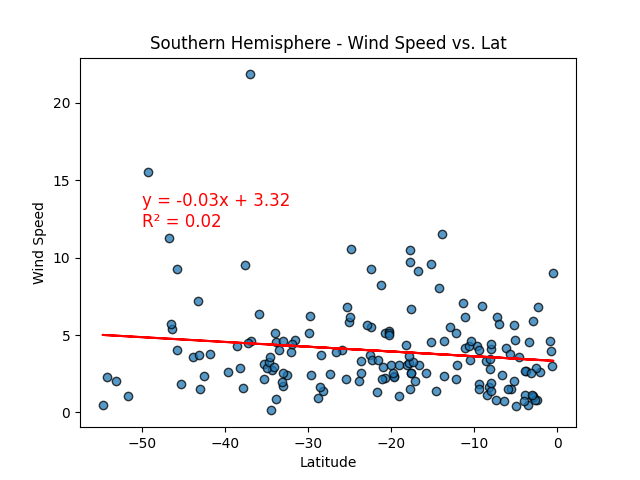 Southern Hemisphere - Wind Speed vs. Lat
Wind Speed
20
15
10
5
0
y = -0.03x + 3.32
R² = 0.02
−50 −40 −30 −20 −10 0
Latitude